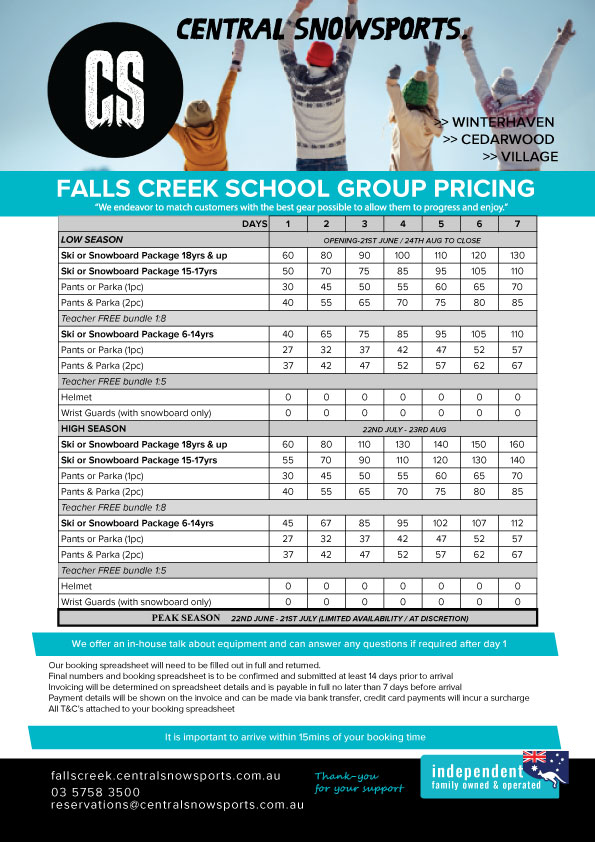 CENTRAL SNOWSPORTS.
CS
>> WINTERHAVEN
>> CEDARWOOD
>> VILLAGE
FALLS CREEK SCHOOL GROUP PRICING
"We endeavor to match customers with the best gear possible to allow them to progress and enjoy."
DAYS 1 2 3 4 5 6 7
LOW SEASON OPENING-21ST JUNE / 24TH AUG TO CLOSE
Ski or Snowboard Package 18yrs & up 60 80 90 100 110 120 130
Ski or Snowboard Package 15-17yrs 50 70 75 85 95 105 110
Pants or Parka (1pc) 30 45 50 55 60 65 70
Pants & Parka (2pc) 40 55 65 70 75 80 85
Teacher FREE bundle 1:8
Ski or Snowboard Package 6-14yrs 40 65 75 85 95 105 110
Pants or Parka (1pc) 27 32 37 42 47 52 57
Pants & Parka (2pc) 37 42 47 52 57 62 67
Teacher FREE bundle 1:5
Helmet 0 0 0 0 0 0 0
Wrist Guards (with snowboard only) 0 0 0 0 0 0 0
HIGH SEASON 22ND JULY - 23RD AUG
Ski or Snowboard Package 18yrs & up 60 80 110 130 140 150 160
Ski or Snowboard Package 15-17yrs 55 70 90 110 120 130 140
Pants or Parka (1pc) 30 45 50 55 60 65 70
Pants & Parka (2pc) 40 55 65 70 75 80 85
Teacher FREE bundle 1:8
Ski or Snowboard Package 6-14yrs 45 67 85 95 102 107 112
Pants or Parka (1pc) 27 32 37 42 47 52 57
Pants & Parka (2pc) 37 42 47 52 57 62 67
Teacher FREE bundle 1:5
Helmet 0 0 0 0 0 0 0
Wrist Guards (with snowboard only) 0 0 0 0 0 0 0
PEAK SEASON 22ND JUNE - 21ST JULY (LIMITED AVAILABILITY / AT DISCRETION)
We offer an in-house talk about equipment and can answer any questions if required after day 1
Our booking spreadsheet will need to be filled out in full and returned.
Final numbers and booking spreadsheet is to be confirmed and submitted at least 14 days prior to arrival
Invoicing will be determined on spreadsheet details and is payable in full no later than 7 days before arrival
Payment details will be shown on the invoice and can be made via bank transfer, credit card payments will incur a surcharge
All T&C's attached to your booking spreadsheet
It is important to arrive within 15mins of your booking time
fallscreek.centralsnowsports.com.au
03 5758 3500
reservations@centralsnowsports.com.au
Thank-you
for your support
independent
family owned & operated